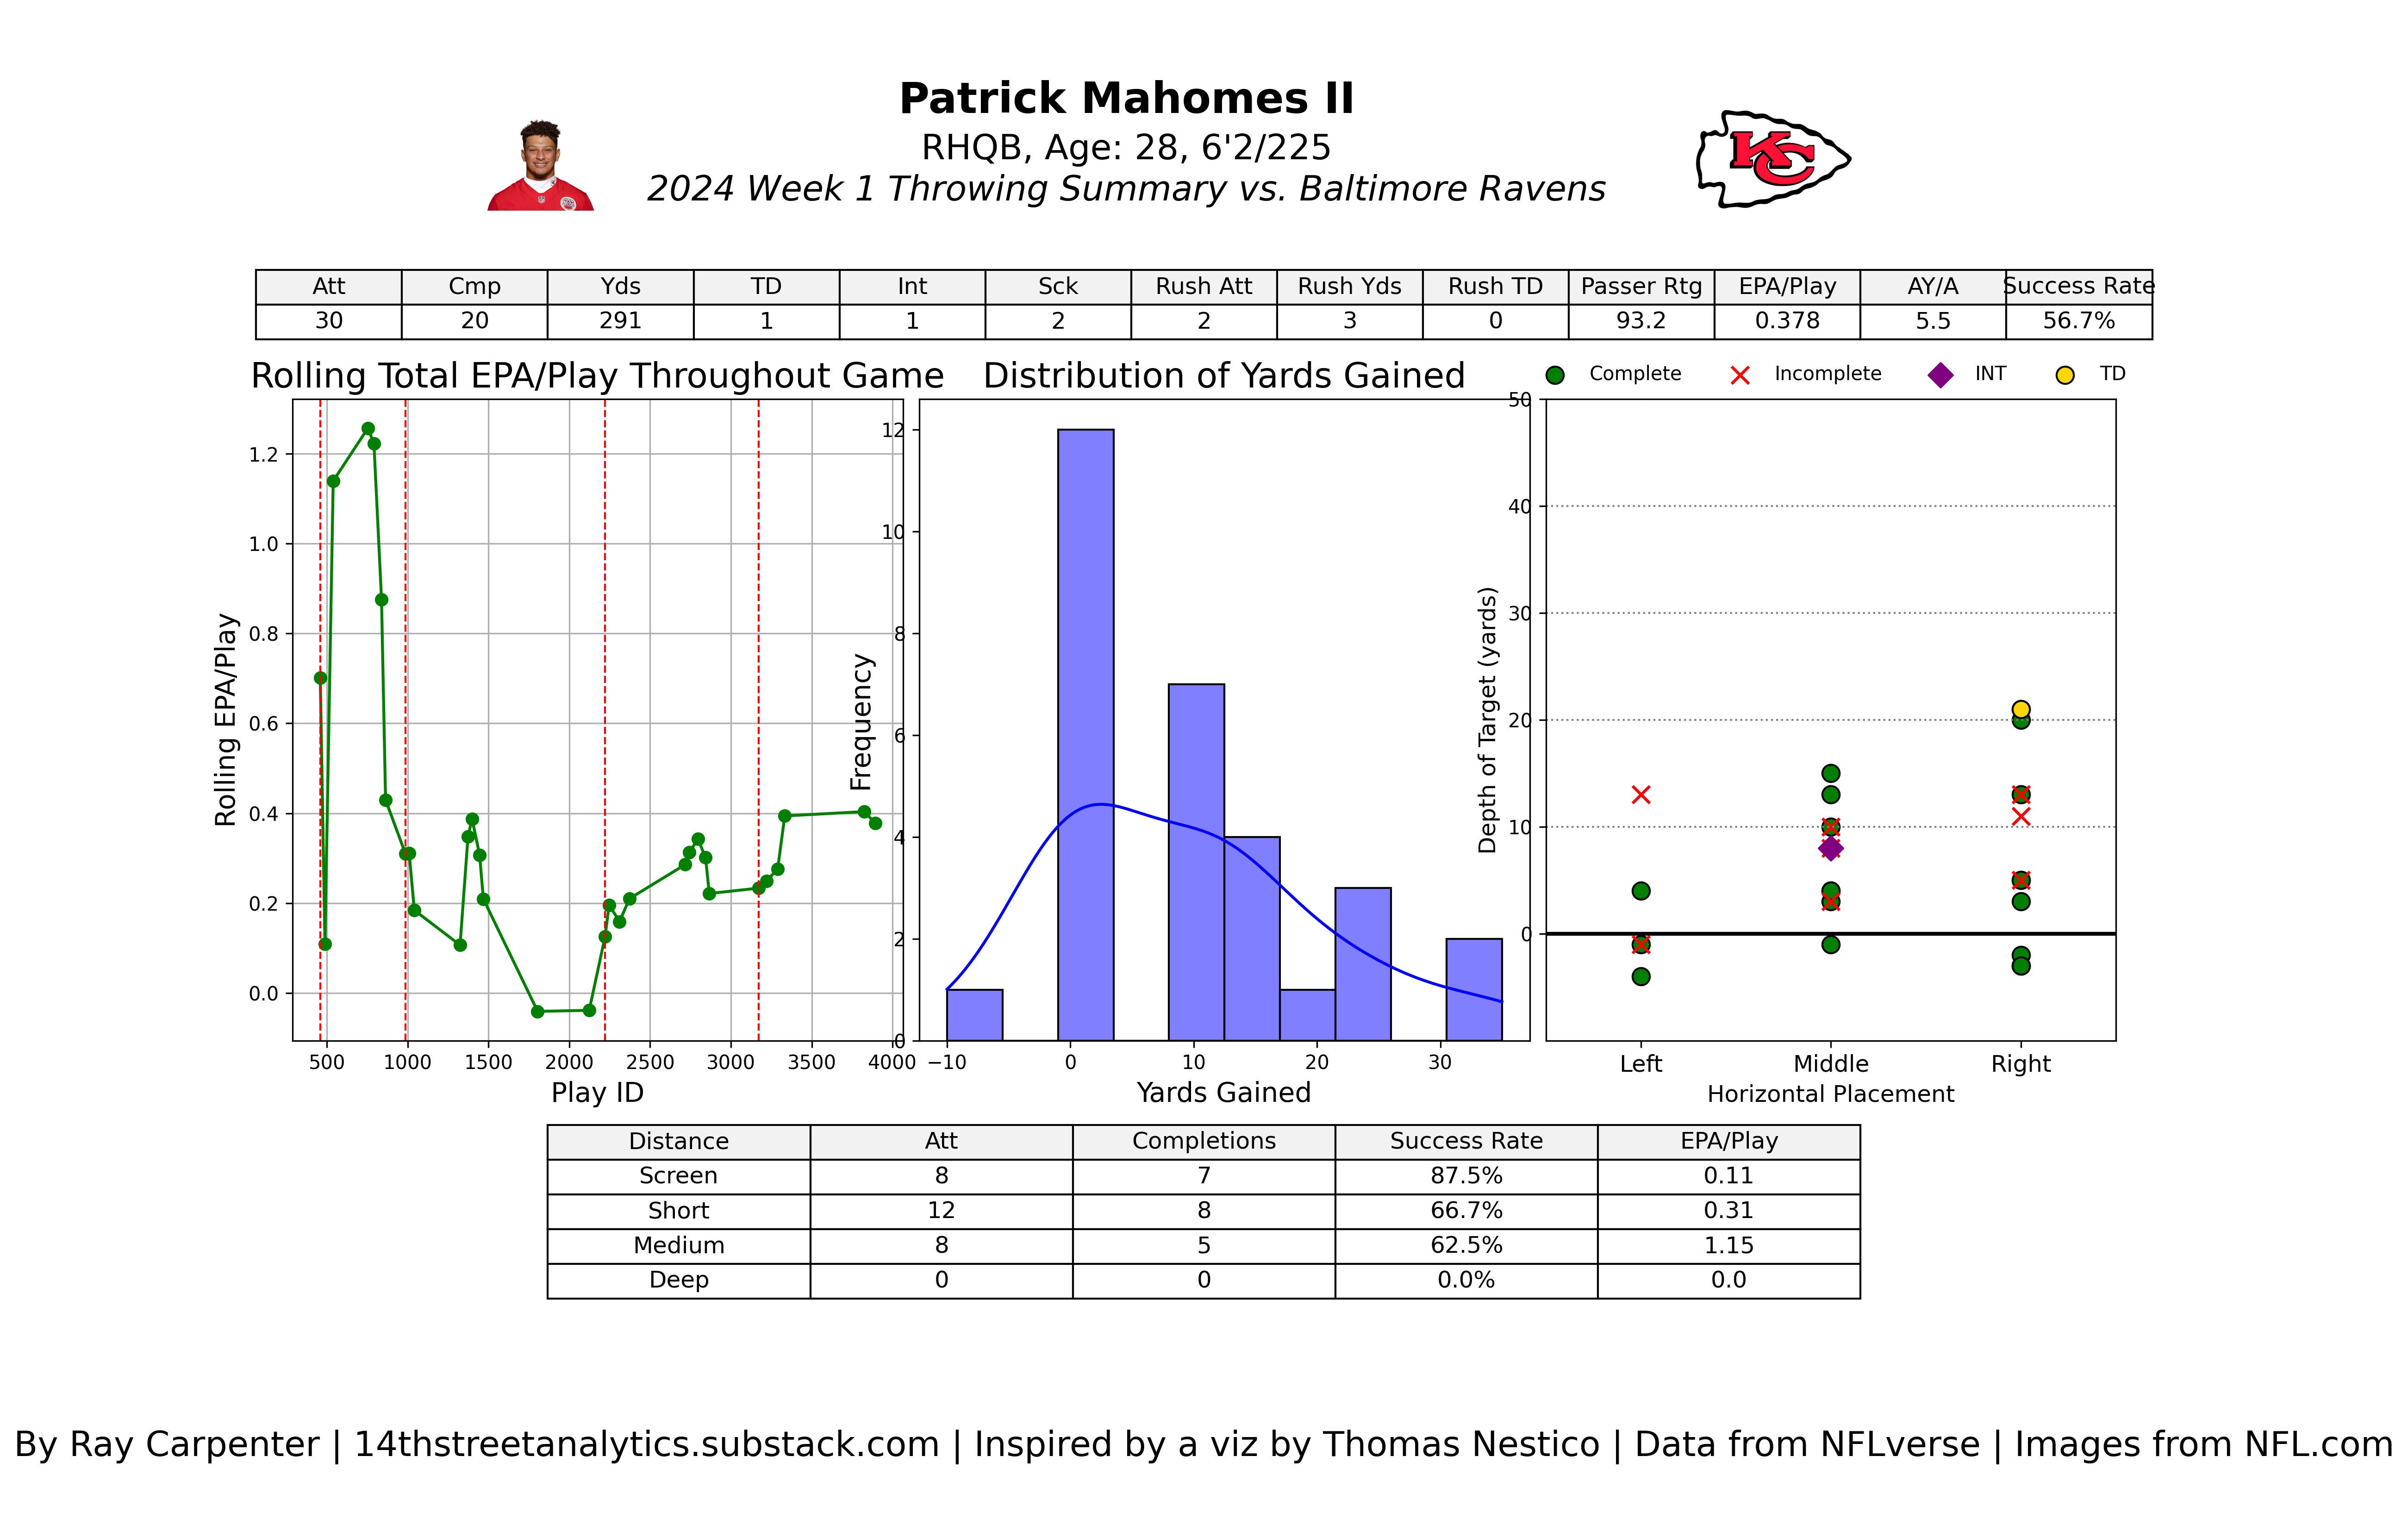 Patrick Mahomes II
RHQB, Age: 28, 6'2/225
2024 Week 1 Throwing Summary vs. Baltimore Ravens
KC
Att Cmp Yds TD Int Sck Rush Att Rush Yds Rush TD Passer Rtg EPA/Play AY/A Success Rate
30 20 291 1 1 2 2 3 0 93.2 0.378 5.5 56.7%
Rolling Total EPA/Play Throughout Game
1.2
1.0
0.8
0.6
0.4
0.2
0.0
Rolling EPA/Play
500 1000 1500 2000 2500 3000 3500 4000
Play ID
Distribution of Yards Gained
12
10
8
6
4
2
0
Frequency
−10 0 10 20 30
Yards Gained
Complete Incomplete INT TD
50
40
30
20
10
0
Depth of Target (yards)
Left Middle Right
Horizontal Placement
Distance Att Completions Success Rate EPA/Play
Screen 8 7 87.5% 0.11
Short 12 8 66.7% 0.31
Medium 8 5 62.5% 1.15
Deep 0 0 0.0% 0.0
By Ray Carpenter | 14thstreetanalytics.substack.com | Inspired by a viz by Thomas Nestico | Data from NFLverse | Images from NFL.com